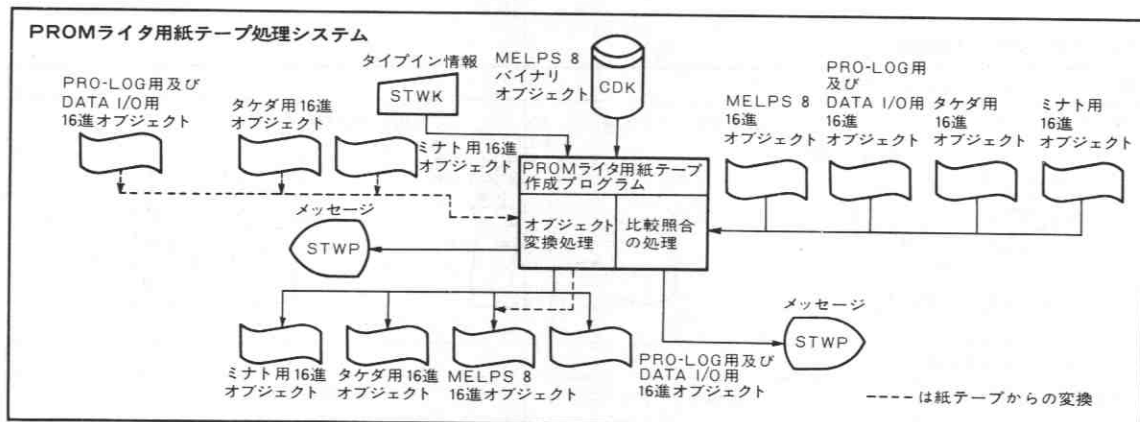 PROMライタ用紙テープ処理システム
PRO-LOG用及び
DATA I/O用
16進オブジェクト
タケダ用16進
オブジェクト
ミナト用16進
オブジェクト
タイプイン情報
STWK
MELPS 8
バイナリ
オブジェクト
CDK
MELPS 8
16進
オブジェクト
PRO-LOG用
及び
DATA I/O用
16進
オブジェクト
タケダ用
16進
オブジェクト
ミナト用
16進
オブジェクト
PROMライタ用紙テープ
作成プログラム
オブジェクト
変換処理
比較照合
の処理
メッセージ
STWP
メッセージ
STWP
ミナト用16進
オブジェクト
タケダ用16進
オブジェクト
MELPS 8
16進オブジェクト
PRO-LOG用及び
DATA I/O用
16進オブジェクト
----は紙テープからの変換